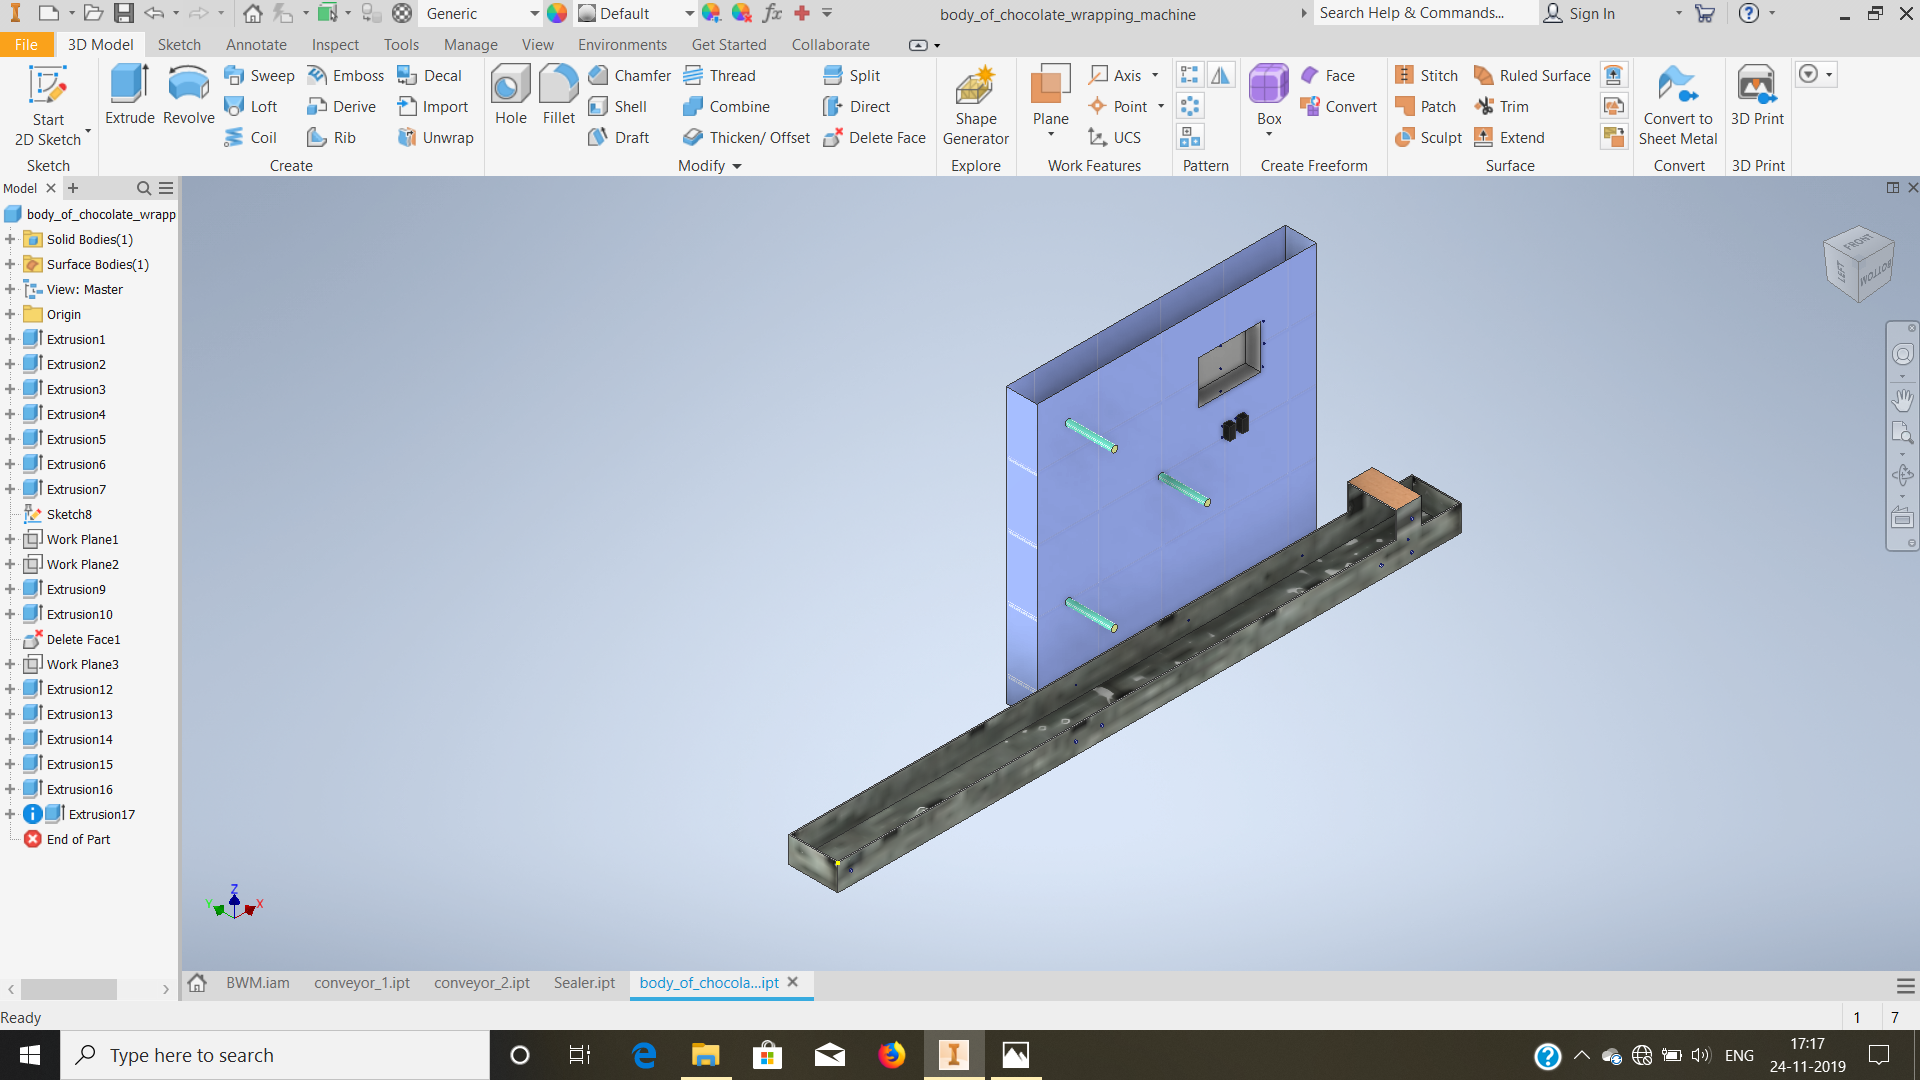 Generic
Default
body_of_chocolate_wrapping_machine
Search Help & Commands...
Sign In
File
3D Model
Sketch
Annotate
Inspect
Tools
Manage
View
Environments
Get Started
Collaborate
Start
2D Sketch
Sketch
Extrude
Revolve
Sweep
Emboss
Decal
Loft
Derive
Import
Coil
Rib
Unwrap
Create
Hole
Fillet
Chamfer
Thread
Split
Shell
Combine
Direct
Draft
Thicken/ Offset
Delete Face
Modify
Shape
Generator
Explore
Plane
Axis
Point
UCS
Work Features
Pattern
Box
Face
Convert
Create Freeform
Stitch
Ruled Surface
Patch
Trim
Sculpt
Extend
Surface
Convert to
Sheet Metal
Convert
3D Print
3D Print
Model
body_of_chocolate_wrapp
Solid Bodies(1)
Surface Bodies(1)
View: Master
Origin
Extrusion1
Extrusion2
Extrusion3
Extrusion4
Extrusion5
Extrusion6
Extrusion7
Sketch8
Work Plane1
Work Plane2
Extrusion9
Extrusion10
Delete Face1
Work Plane3
Extrusion12
Extrusion13
Extrusion14
Extrusion15
Extrusion16
Extrusion17
End of Part
FRONT
LEFT
BOTTOM
Z
Y
X
BWM.iam
conveyor_1.ipt
conveyor_2.ipt
Sealer.ipt
body_of_chocola...ipt
Ready
1
7
Type here to search
ENG
17:17
24-11-2019